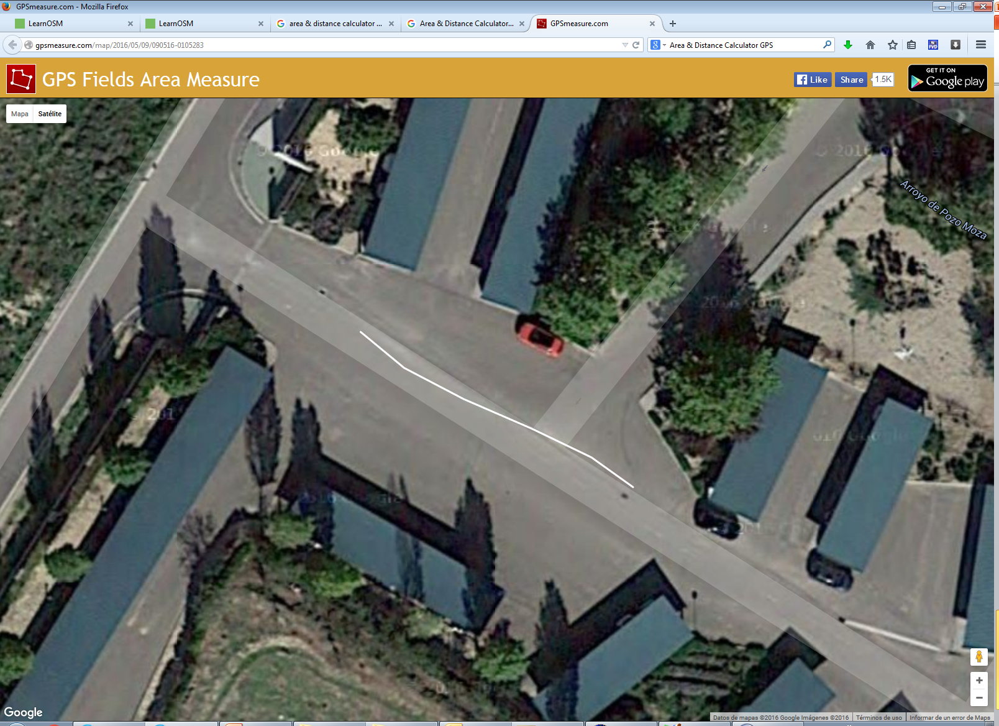 GPSmeasure.com - Mozilla Firefox
LearnOSM
LearnOSM
area & distance calculator ...
Area & Distance Calculator...
GPSmeasure.com
gpsmeasure.com/map/2016/05/09/090516-0105283
Area & Distance Calculator GPS
GPS Fields Area Measure
Like
Share
1.5K
GET IT ON
Google play
Mapa
Satélite
Arroyo de Pozo Moza
Google
Datos de mapas ©2016 Google Imágenes ©2016
Términos de uso
Informar de un error de Maps